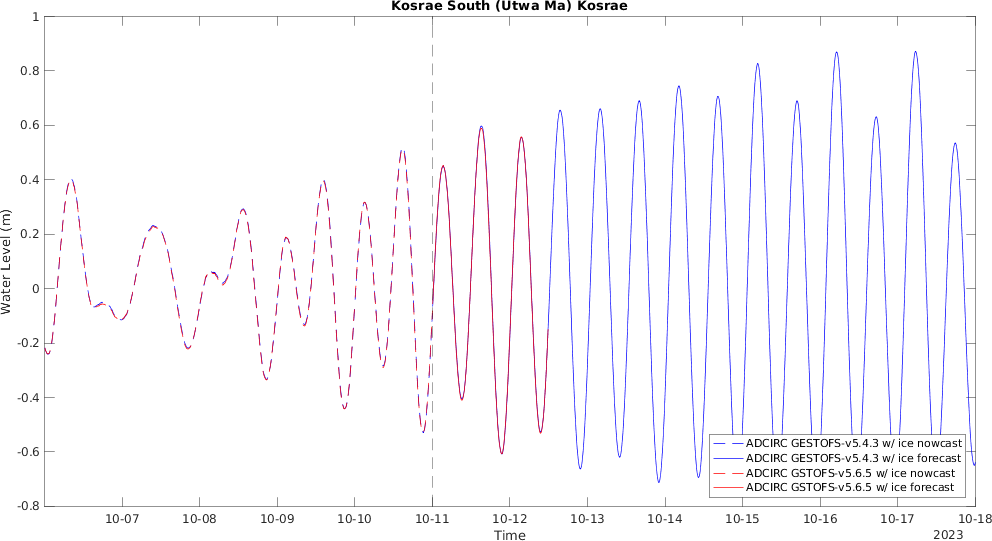 Kosrae South (Utwa Ma) Kosrae
1
0.8
0.6
0.4
0.2
0
-0.2
-0.4
-0.6
-0.8
Water Level (m)
ADCIRC GESTOFS-v5.4.3 w/ ice nowcast
ADCIRC GESTOFS-v5.4.3 w/ ice forecast
ADCIRC GSTOFS-v5.6.5 w/ ice nowcast
ADCIRC GSTOFS-v5.6.5 w/ ice forecast
10-07 10-08 10-09 10-10 10-11 10-12 10-13 10-14 10-15 10-16 10-17 10-18
Time
2023